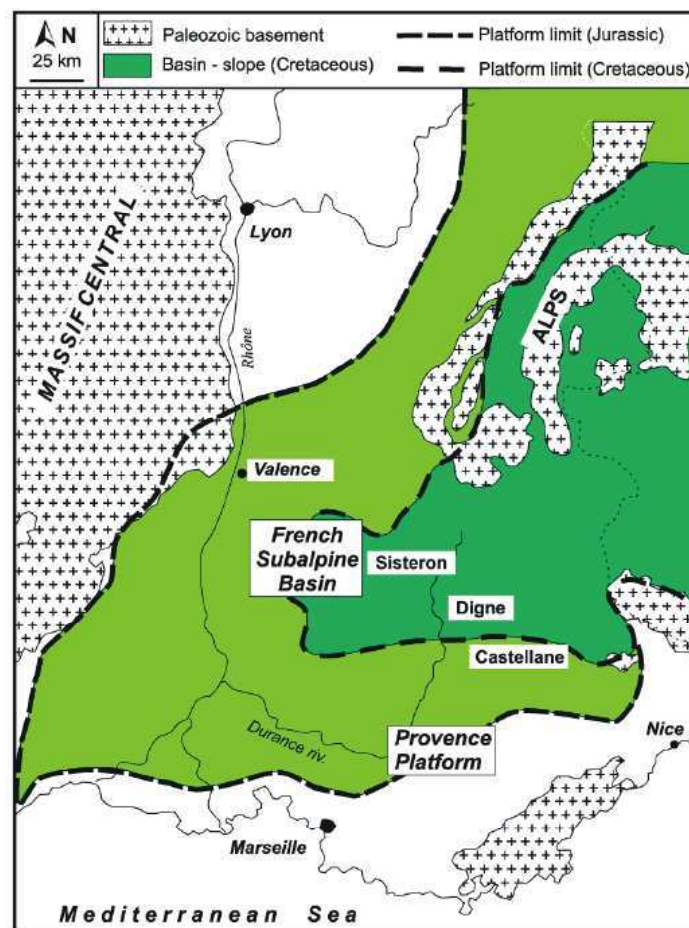 N
25 km
Paleozoic basement
Basin - slope (Cretaceous)
Platform limit (Jurassic)
Platform limit (Cretaceous)
MASSIF CENTRAL
Lyon
Rhône
ALPS
Valence
French
Subalpine
Basin
Sisteron
Digne
Castellane
Durance riv.
Provence
Platform
Nice
Marseille
Mediterranean Sea